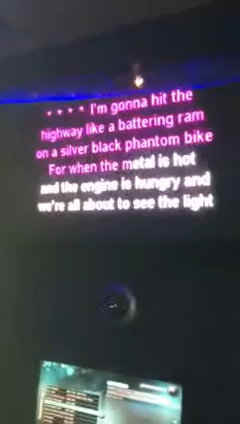 • • • • I'm gonna hit the
highway like a battering ram
on a silver black phantom bike
For when the metal is hot
and the engine is hungry and
we're all about to see the light